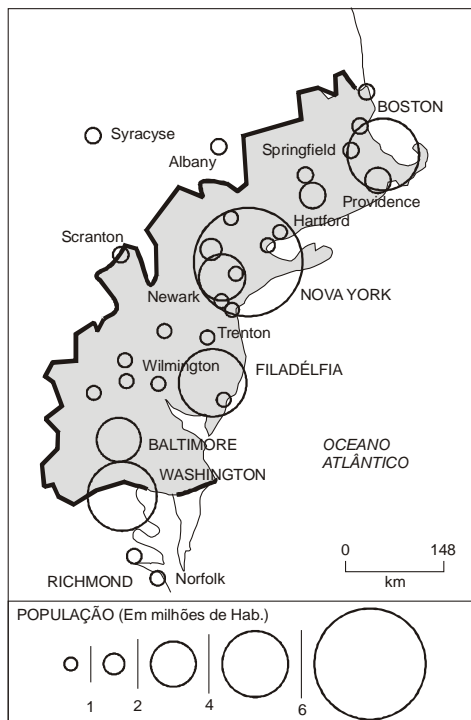 BOSTON
Syracyse
Springfield
Albany
Providence
Hartford
Scranton
NOVA YORK
Newark
Trenton
Wilmington
FILADÉLFIA
BALTIMORE
OCEANO
ATLÂNTICO
WASHINGTON
0 148
km
RICHMOND
Norfolk
POPULAÇÃO (Em milhões de Hab.)
1 2 4 6